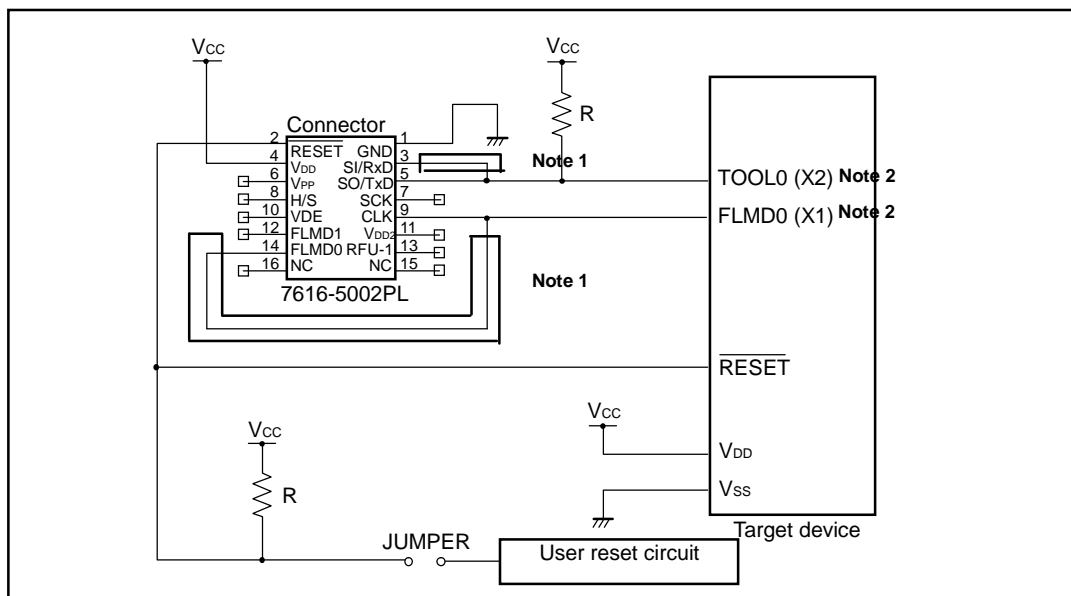 VCC
VCC
R
Connector
2 RESET GND 1
4 VDD SI/RxD 3
6 VPP SO/TxD 5
8 H/S SCK 7
10 VDE CLK 9
12 FLMD1 VDD2 11
14 FLMD0 RFU-1 13
16 NC NC 15
7616-5002PL
Note 1
Note 1
TOOL0 (X2) Note 2
FLMD0 (X1) Note 2
RESET
VCC
VDD
VSS
Target device
VCC
R
JUMPER
User reset circuit